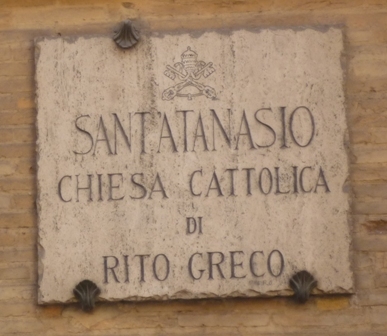 SANT'ATANASIO
CHIESA CATTOLICA
DI
RITO GRECO